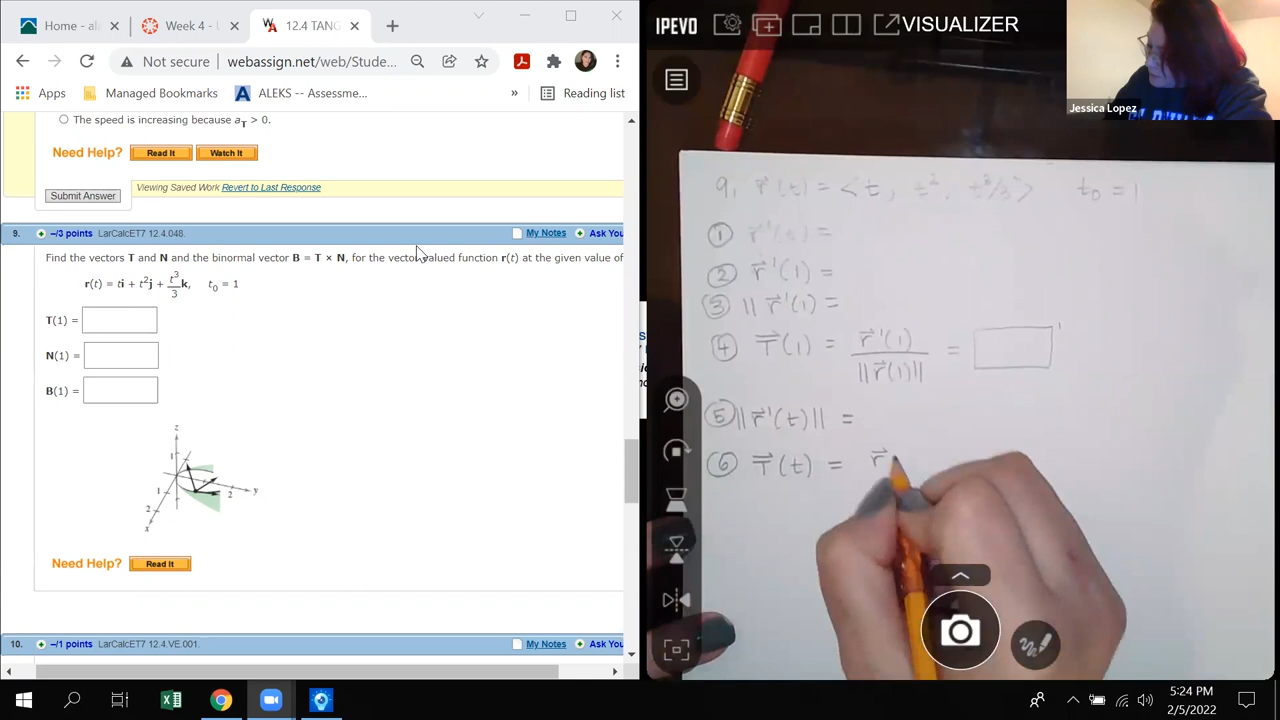 Home - al
Week 4 - L
12.4 TANG
Not secure
webassign.net/web/Stude...
Apps
Managed Bookmarks
ALEKS -- Assessme...
»
Reading list
The speed is increasing because aT > 0.
Need Help?
Read It
Watch It
Submit Answer
Viewing Saved Work Revert to Last Response
9.
–/3 points
LarCalcET7 12.4.048.
My Notes
Ask You
Find the vectors T and N and the binormal vector B = T × N, for the vector-valued function r(t) at the given value of
t0 = 1
T(1) =
N(1) =
B(1) =
z
1
2
y
1
2
x
Need Help?
Read It
10.
–/1 points
LarCalcET7 12.4.VE.001.
My Notes
Ask You
IPEVO
VISUALIZER
Jessica Lopez
9. r⃗(t) = <t, t², t³/3> t0 = 1
① r⃗'(t) =
② r⃗'(1) =
③ || r⃗'(1) =
④ T⃗(1) = r⃗'(1) / ||r⃗(1)|| =
⑤ ||r⃗'(t)|| =
⑥ T⃗(t) = r⃗
5:24 PM
2/5/2022